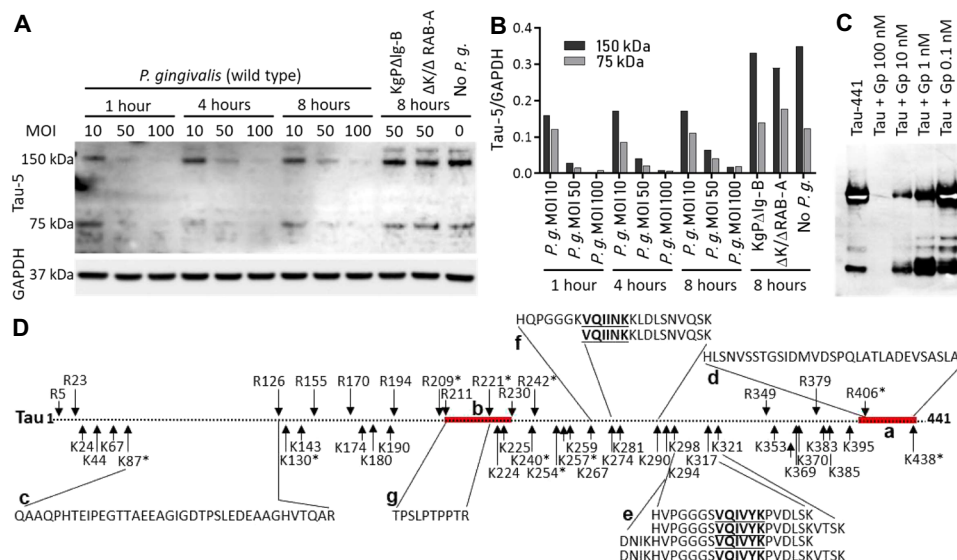 A
P. gingivalis (wild type)
KgPΔIg-B
ΔK/Δ RAB-A
No P. g.
1 hour 4 hours 8 hours 8 hours
MOI 10 50 100 10 50 100 10 50 100 50 50 0
Tau-5
150 kDa
75 kDa
GAPDH
37 kDa
B
150 kDa
75 kDa
Tau-5/GAPDH
0.4
0.3
0.2
0.1
0.0
P. g. MOI 10
P. g. MOI 50
P. g. MOI 100
P. g. MOI 10
P. g. MOI 50
P. g. MOI 100
P. g. MOI 10
P. g. MOI 50
P. g. MOI 100
KgPΔIg-B
ΔK/ΔRAB-A
No P.g.
1 hour 4 hours 8 hours 8 hours
C
Tau-441
Tau + Gp 100 nM
Tau + Gp 10 nM
Tau + Gp 1 nM
Tau + Gp 0.1 nM
D
HQPGGGKVQIINKKLDLSNVQSK
VQIINKKLDLSNVQSK
f
HLSNVSSTGSIDMVDSPQLATLADEVSASLA
d
R5 R23 R126 R155 R170 R194 R209* R211 R221* R230 R242* R349 R379 R406*
b
Tau 1 441
a
K24 K44 K67 K87* K130* K143 K174 K180 K190 K224 K225 K240* K254* K257* K259 K267 K274 K281 K290 K294 K298 K317 K321 K353 K369 K370 K383 K385 K395 K438*
c
QAAQPHTEIPEGTTAEEAGIGDTPSLEDEAAGHVTQAR
g
TPSLPTPPTR
e
HVPGGGSVQIVYKPVDLSK
HVPGGGSVQIVYKPVDLSKVTSK
DNIKHVPGGGSVQIVYKPVDLSK
DNIKHVPGGGSVQIVYKPVDLSKVTSK